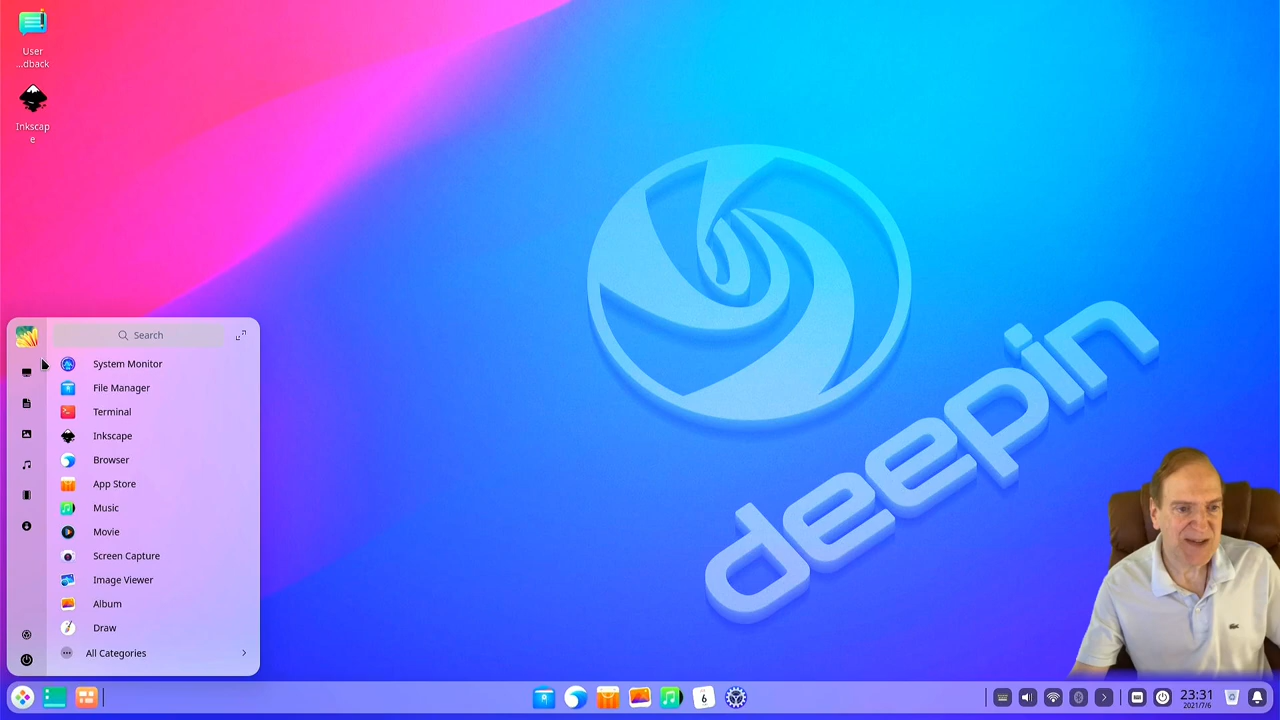 User
...dback
Inkscap
e
deepin
Search
System Monitor
File Manager
Terminal
Inkscape
Browser
App Store
Music
Movie
Screen Capture
Image Viewer
Album
Draw
All Categories
6
23:31
2021/7/6